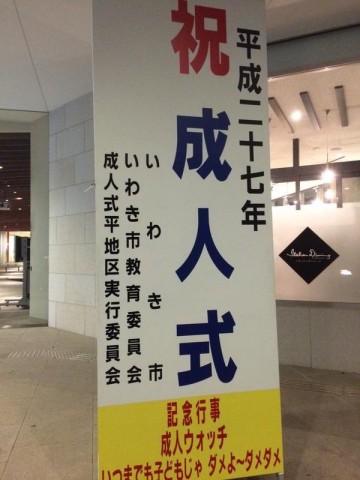 平成二十七年
祝成人式
いわき市
いわき市教育委員会
成人式平地区実行委員会
記念行事
成人ウオッチ
いつまでも子どもじゃ ダメよ～ダメダメ
Italian Dining